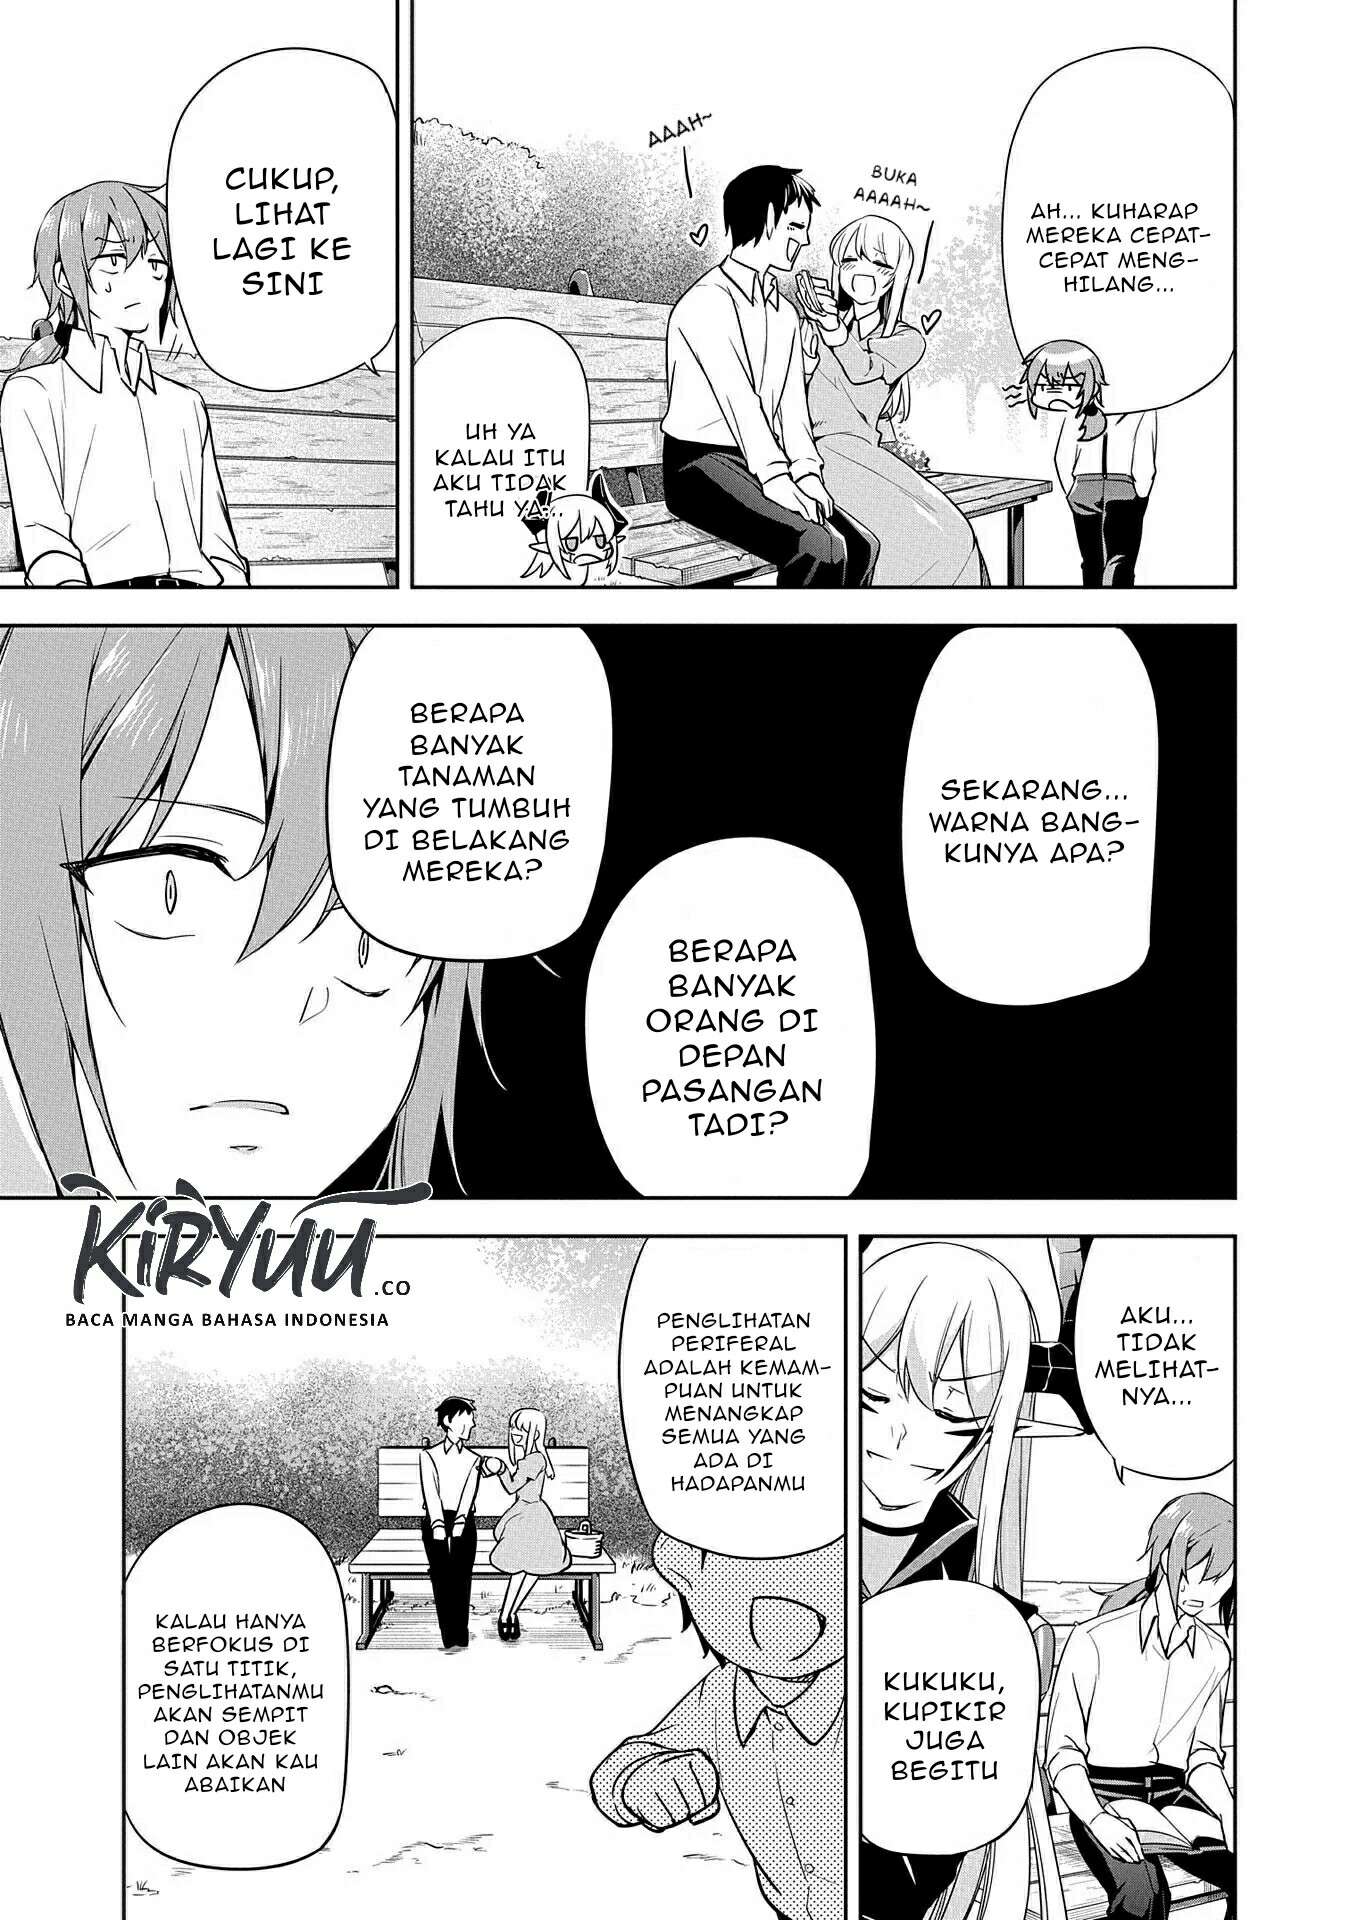 AH... KUHARAP
MEREKA CEPAT-
CEPAT MENG-
HILANG...
BUKA
AAAAH~
AAAH~
UH YA
KALAU ITU
AKU TIDAK
TAHU YA...
CUKUP,
LIHAT
LAGI KE
SINI
SEKARANG...
WARNA BANG-
KUNYA APA?
BERAPA
BANYAK
ORANG DI
DEPAN
PASANGAN
TADI?
BERAPA
BANYAK
TANAMAN
YANG TUMBUH
DI BELAKANG
MEREKA?
AKU...
TIDAK
MELIHAT-
NYA...
KUKUKU,
KUPIKIR
JUGA
BEGITU
PENGLIHATAN
PERIFERAL
ADALAH KEMAM-
PUAN UNTUK
MENANGKAP
SEMUA YANG
ADA DI
HADAPANMU
KALAU HANYA
BERFOKUS DI
SATU TITIK,
PENGLIHATANMU
AKAN SEMPIT
DAN OBJEK
LAIN AKAN KAU
ABAIKAN
KIRYUU.CO
BACA MANGA BAHASA INDONESIA